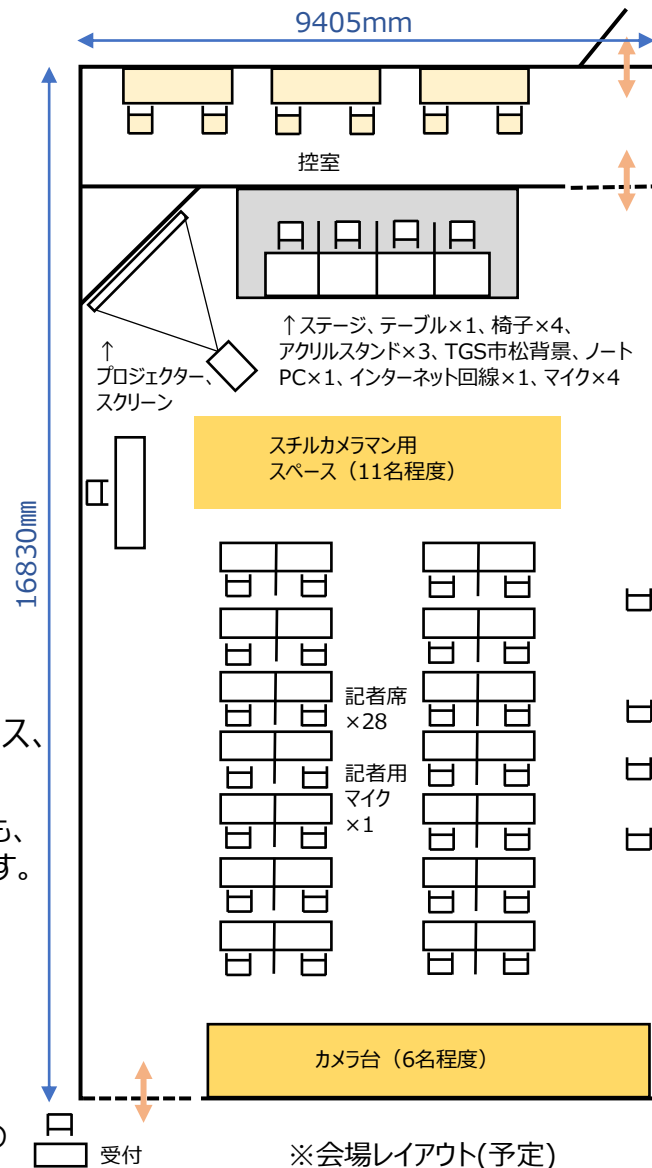 9405mm
控室
↑ステージ、テーブル×1、椅子×4、
アクリルスタンド×3、TGS市松背景、ノート
PC×1、インターネット回線×1、マイク×4
↑
プロジェクター、
スクリーン
スチルカメラマン用
スペース（11名程度）
16830㎜
記者席
×28
ス、
記者用
マイク
×1
も、
す。
カメラ台（6名程度）
受付
※会場レイアウト(予定)